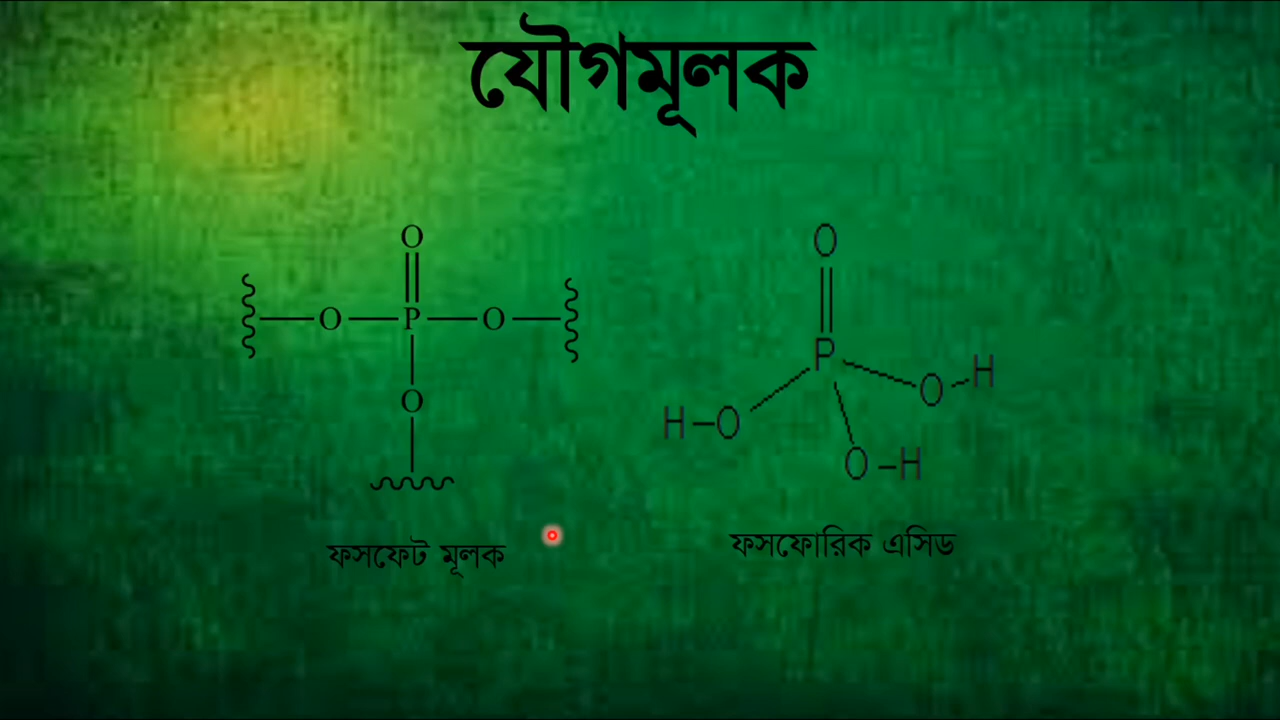 যৌগমূলক
O
O P O
O
ফসফেট মূলক
O
P
H-O O-H
O-H
ফসফোরিক এসিড